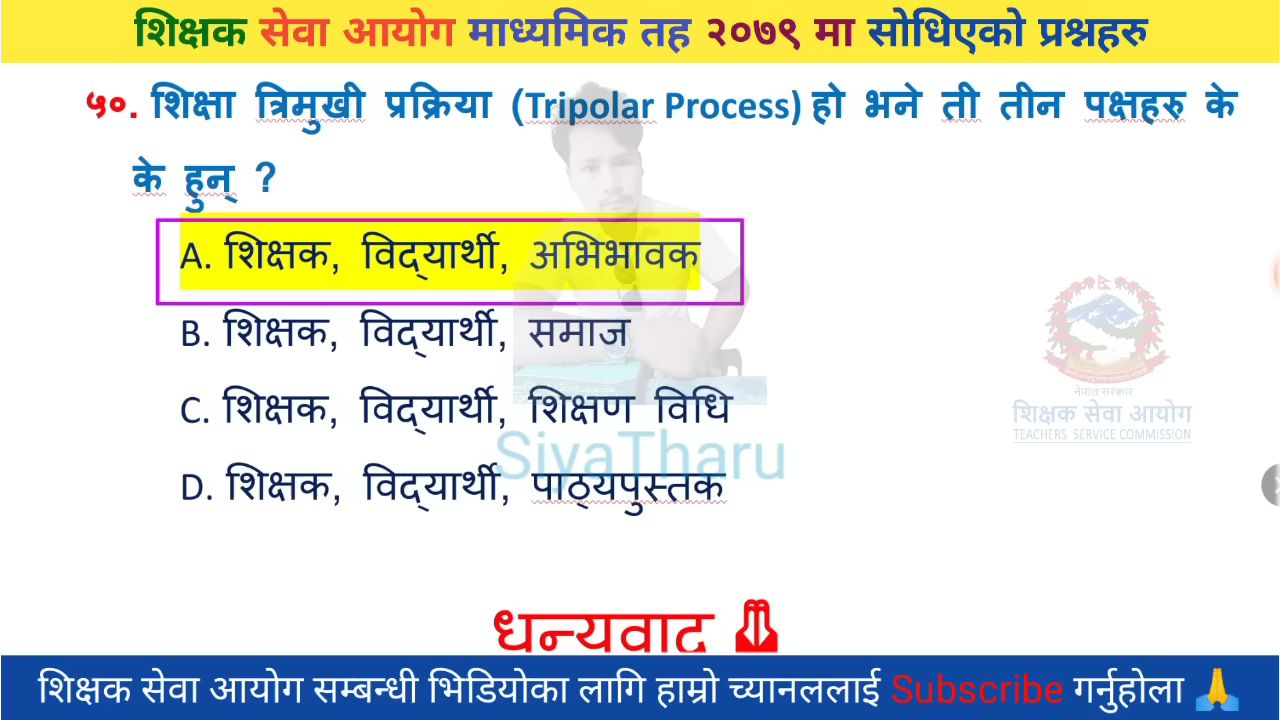 शिक्षक सेवा आयोग माध्यमिक तह २०७९ मा सोधिएको प्रश्नहरु
५०. शिक्षा त्रिमुखी प्रक्रिया (Tripolar Process) हो भने ती तीन पक्षहरु के
के हुन् ?
A. शिक्षक, विद्यार्थी, अभिभावक
B. शिक्षक, विद्यार्थी, समाज
C. शिक्षक, विद्यार्थी, शिक्षण विधि
D. शिक्षक, विद्यार्थी, पाठ्यपुस्तक
SiyaTharu
नेपाल सरकार
शिक्षक सेवा आयोग
TEACHERS SERVICE COMMISSION
धन्यवाद
शिक्षक सेवा आयोग सम्बन्धी भिडियोका लागि हाम्रो च्यानललाई Subscribe गर्नुहोला 🙏